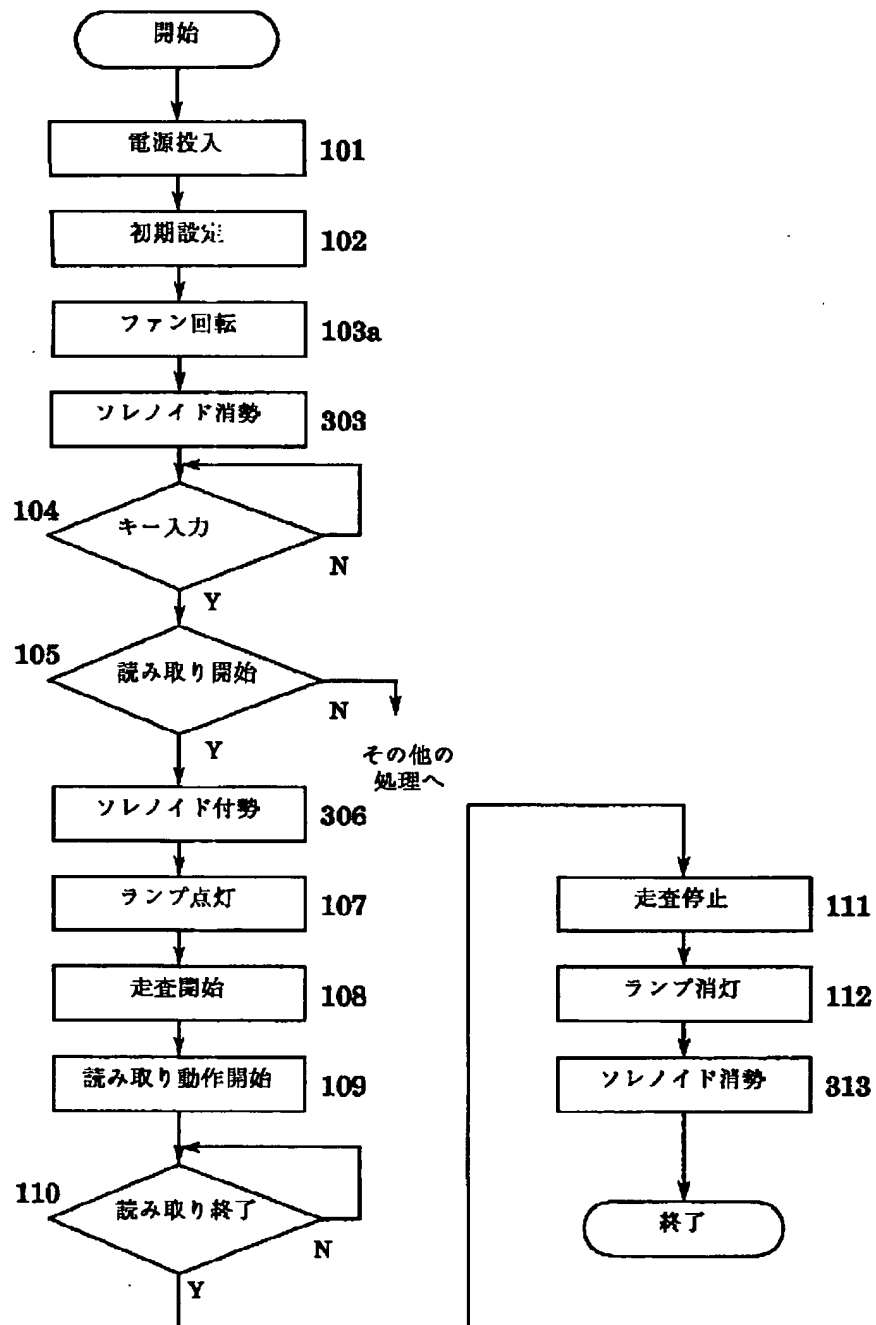 開始
電源投入 101
初期設定 102
ファン回転 103a
ソレノイド消勢 303
104 キー入力
N
Y
105 読み取り開始
N
Y
その他の
処理へ
ソレノイド付勢 306
ランプ点灯 107
走査開始 108
読み取り動作開始 109
110 読み取り終了
N
Y
走査停止 111
ランプ消灯 112
ソレノイド消勢 313
終了